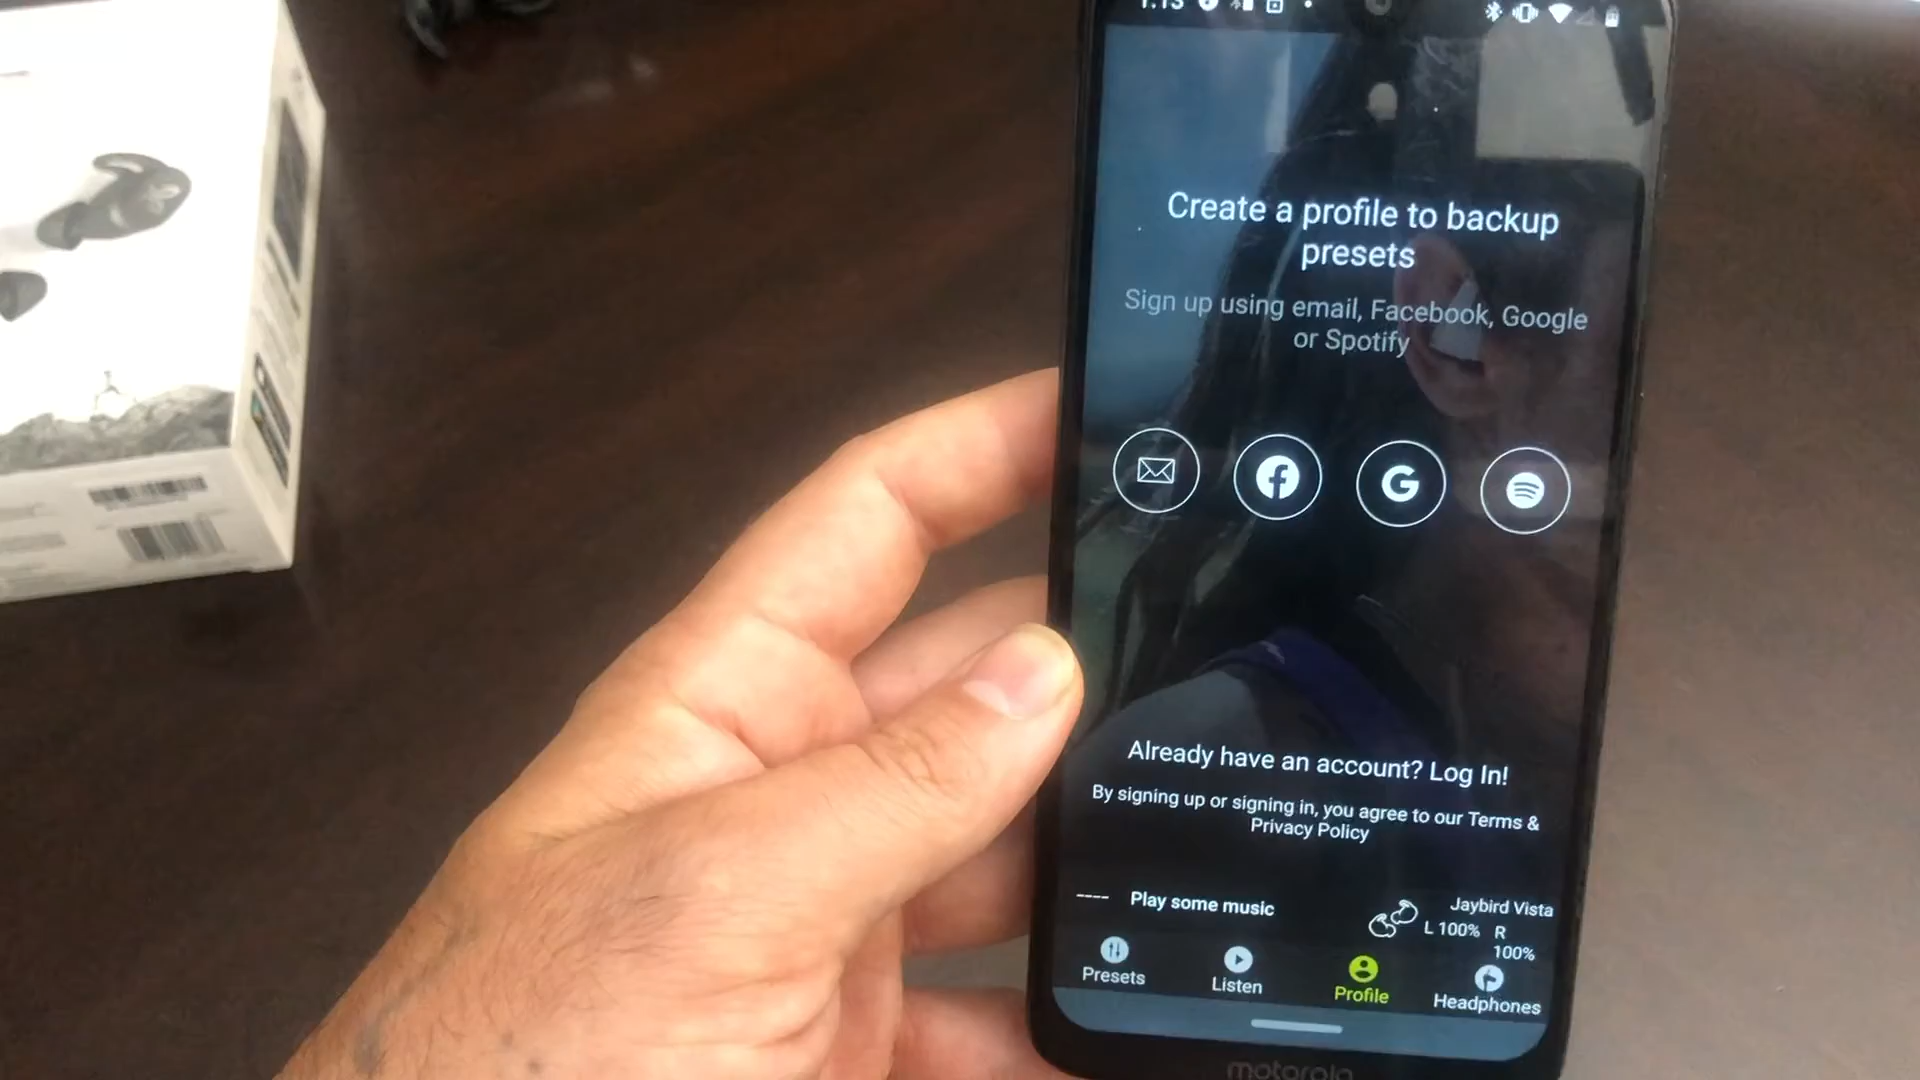 1:13
Create a profile to backup
presets
Sign up using email, Facebook, Google
or Spotify
Already have an account? Log In!
By signing up or signing in, you agree to our Terms &
Privacy Policy
---- Play some music
Jaybird Vista
L 100% R
100%
Presets Listen Profile Headphones
motorola